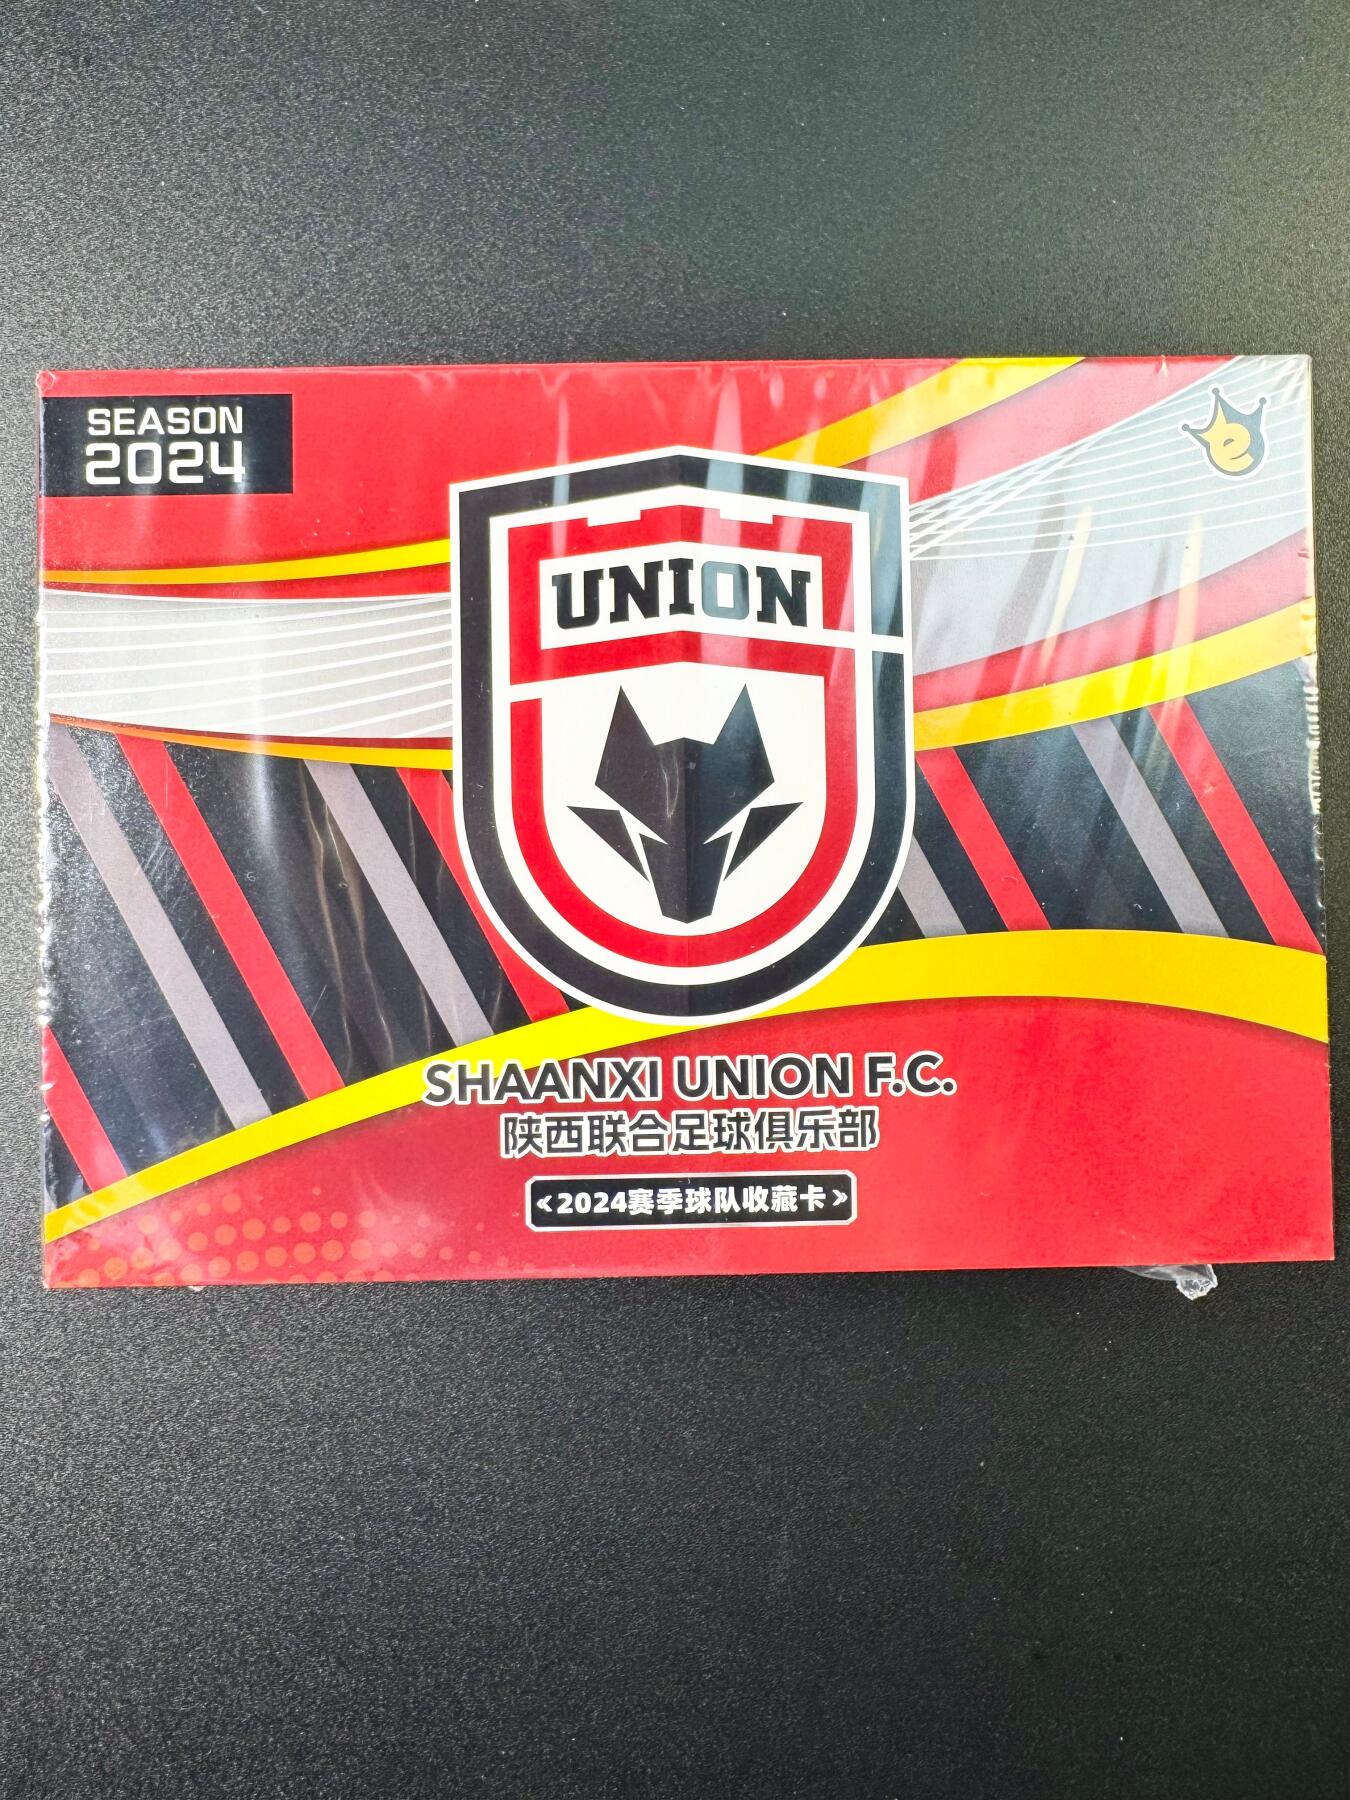 SEASON
2024
e
UNION
SHAANXI UNION F.C.
陕西联合足球俱乐部
《2024赛季球队收藏卡》